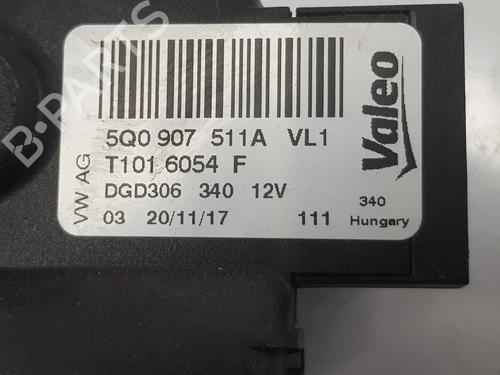 5Q0 907 511A VL1
T101 6054 F
DGD306 340 12V
03 20/11/17 111
VW AG
Valeo
340
Hungary
B-PARTS